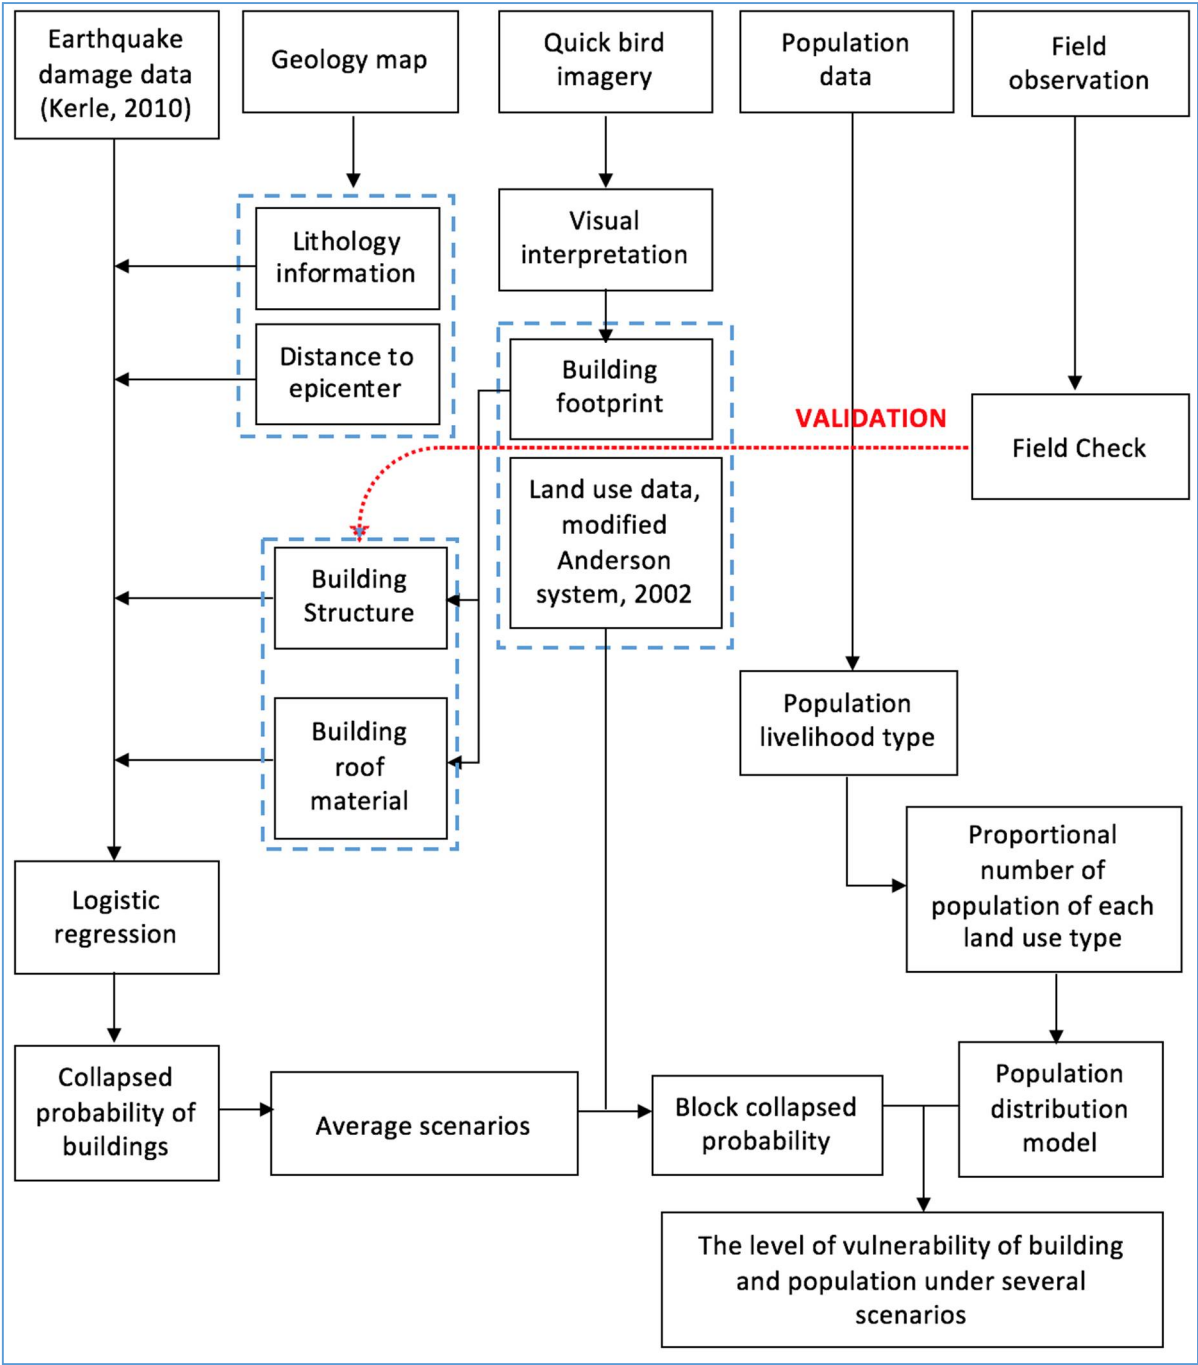 Earthquake
damage data
(Kerle, 2010)
Geology map
Quick bird
imagery
Population
data
Field
observation
Lithology
information
Visual
interpretation
Distance to
epicenter
Building
footprint
VALIDATION
Field Check
Land use data,
modified
Anderson
system, 2002
Building
Structure
Population
livelihood type
Building
roof
material
Proportional
number of
population of each
land use type
Logistic
regression
Collapsed
probability of
buildings
Average scenarios
Block collapsed
probability
Population
distribution
model
The level of vulnerability of building
and population under several
scenarios